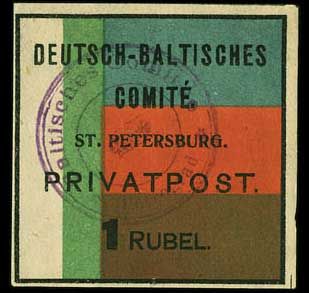 DEUTSCH-BALTISCHES
COMITÉ
ST. PETERSBURG.
PRIVATPOST.
1 RUBEL.